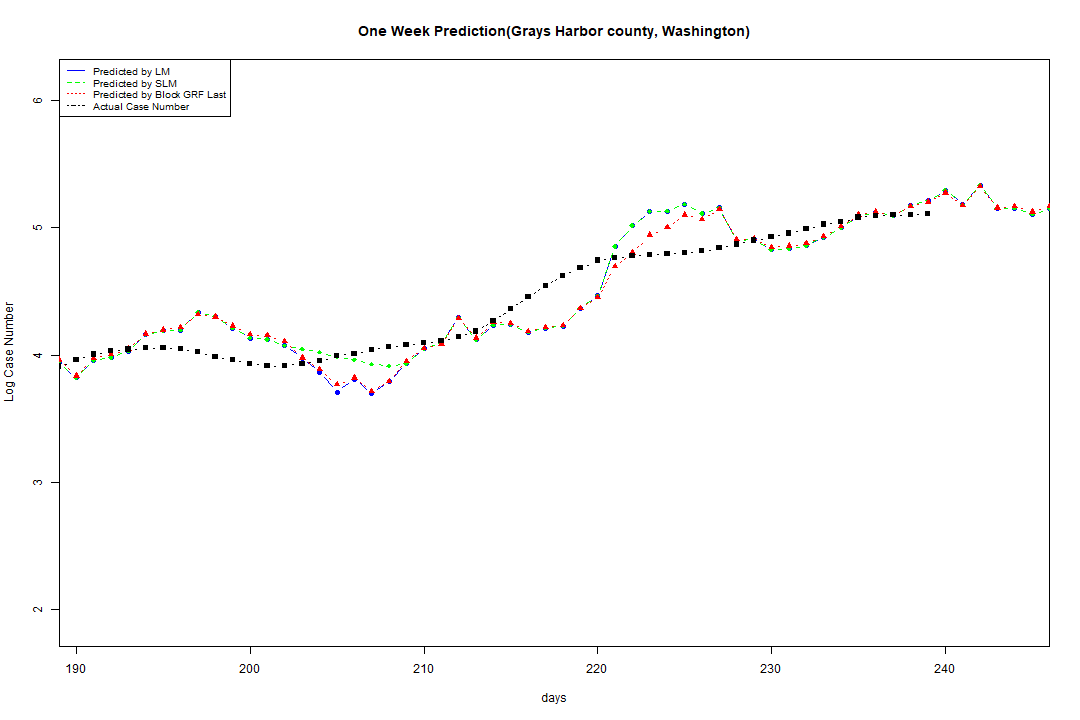 One Week Prediction(Grays Harbor county, Washington)
Predicted by LM
Predicted by SLM
Predicted by Block GRF Last
Actual Case Number
6
5
4
3
2
Log Case Number
190 200 210 220 230 240
days